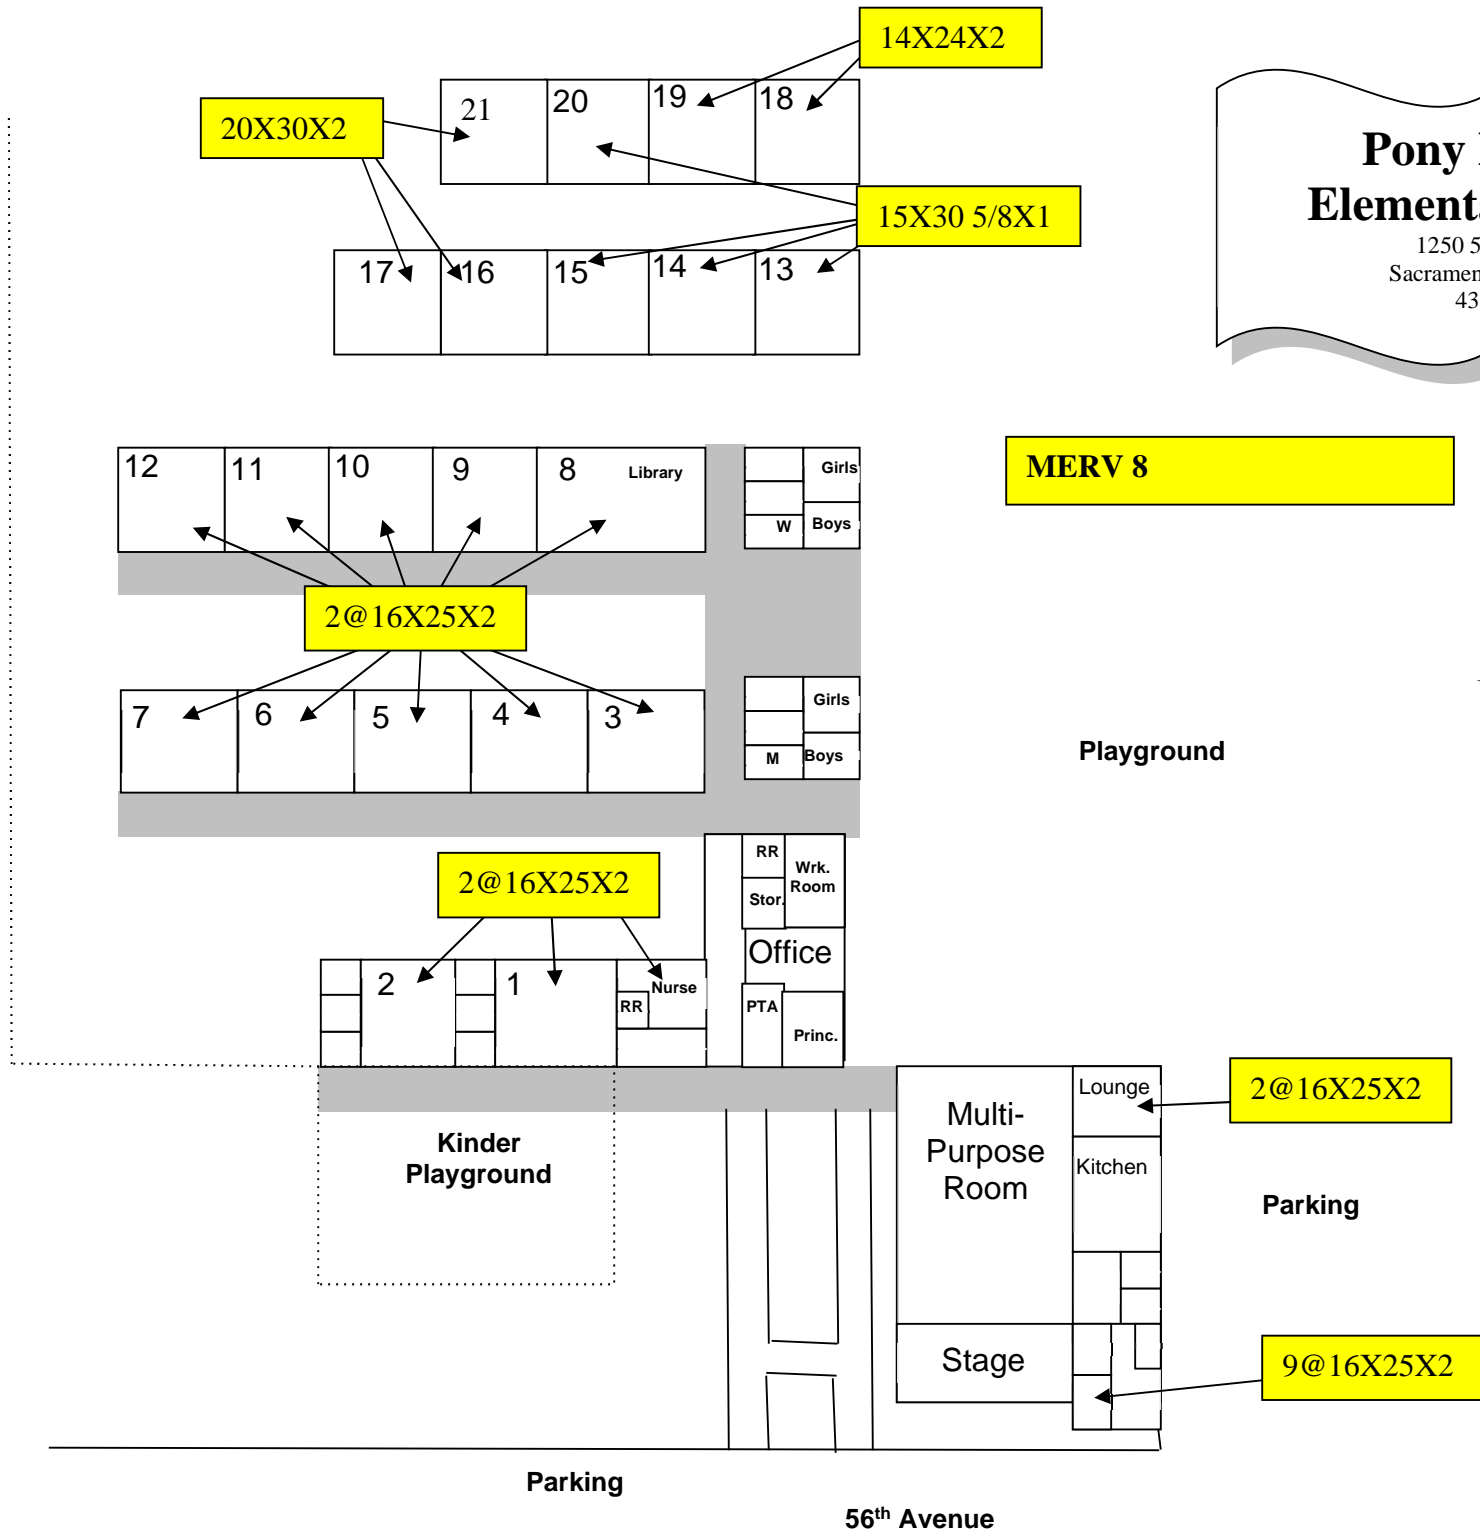 14X24X2
21
20
19
18
20X30X2
Pony
Element
1250 5
Sacramen
43
15X30 5/8X1
17
16
15
14
13
12
11
10
9
8
Library
Girls
W
Boys
MERV 8
2@16X25X2
7
6
5
4
3
Girls
M
Boys
Playground
2@16X25X2
RR
Wrk.
Room
Stor.
Office
2
1
Nurse
RR
PTA
Princ.
Lounge
2@16X25X2
Multi-
Purpose
Room
Kinder
Playground
Kitchen
Parking
Stage
9@16X25X2
Parking
56th Avenue